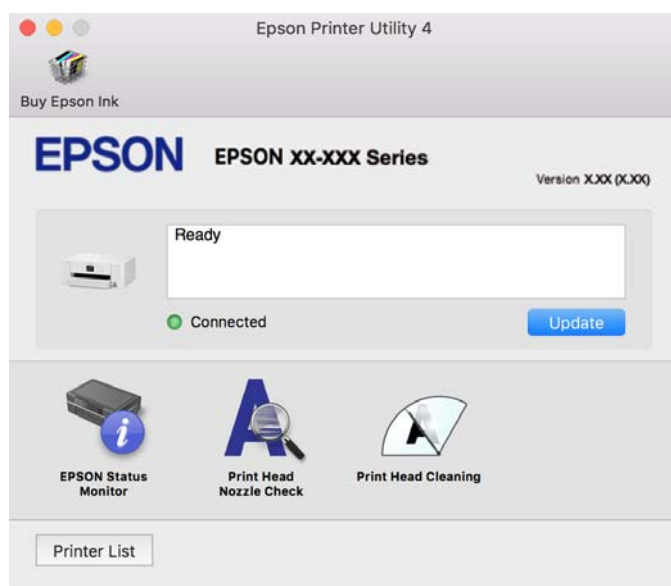 Epson Printer Utility 4
Buy Epson Ink
EPSON
EPSON XX-XXX Series
Version X.XX (X.XX)
Ready
Connected
Update
EPSON Status
Monitor
Print Head
Nozzle Check
Print Head Cleaning
Printer List